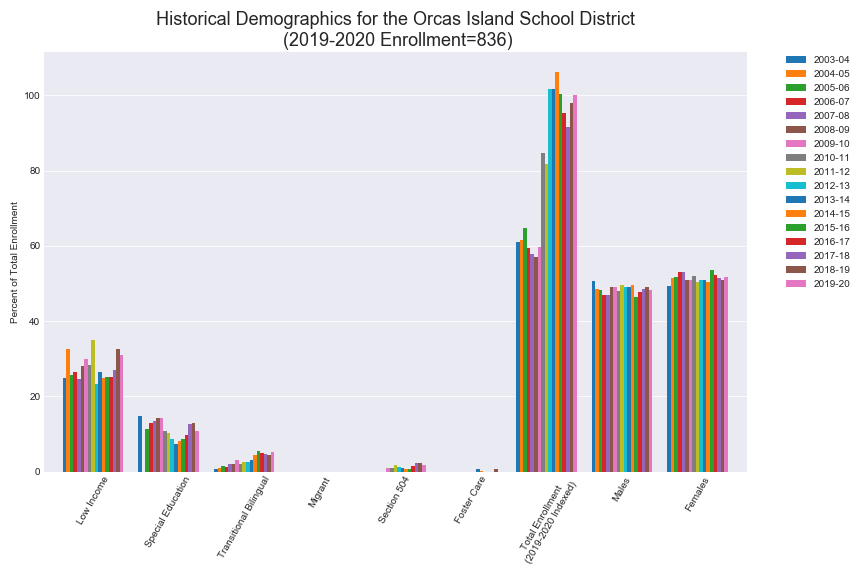 Historical Demographics for the Orcas Island School District
(2019-2020 Enrollment=836)
Percent of Total Enrollment
100
80
60
40
20
0
Low Income
Special Education
Transitional Bilingual
Migrant
Section 504
Foster Care
Total Enrollment
(2019-2020 Indexed)
Males
Females
2003-04
2004-05
2005-06
2006-07
2007-08
2008-09
2009-10
2010-11
2011-12
2012-13
2013-14
2014-15
2015-16
2016-17
2017-18
2018-19
2019-20